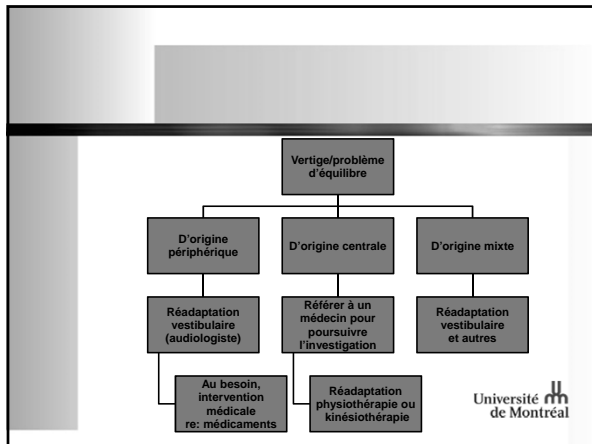 Vertige/problème
d'équilibre
D'origine
périphérique
D'origine centrale
D'origine mixte
Réadaptation
vestibulaire
(audiologiste)
Référer à un
médecin pour
poursuivre
l'investigation
Réadaptation
vestibulaire
et autres
Au besoin,
intervention
médicale
re: médicaments
Réadaptation
physiothérapie ou
kinésiothérapie
Université
de Montréal